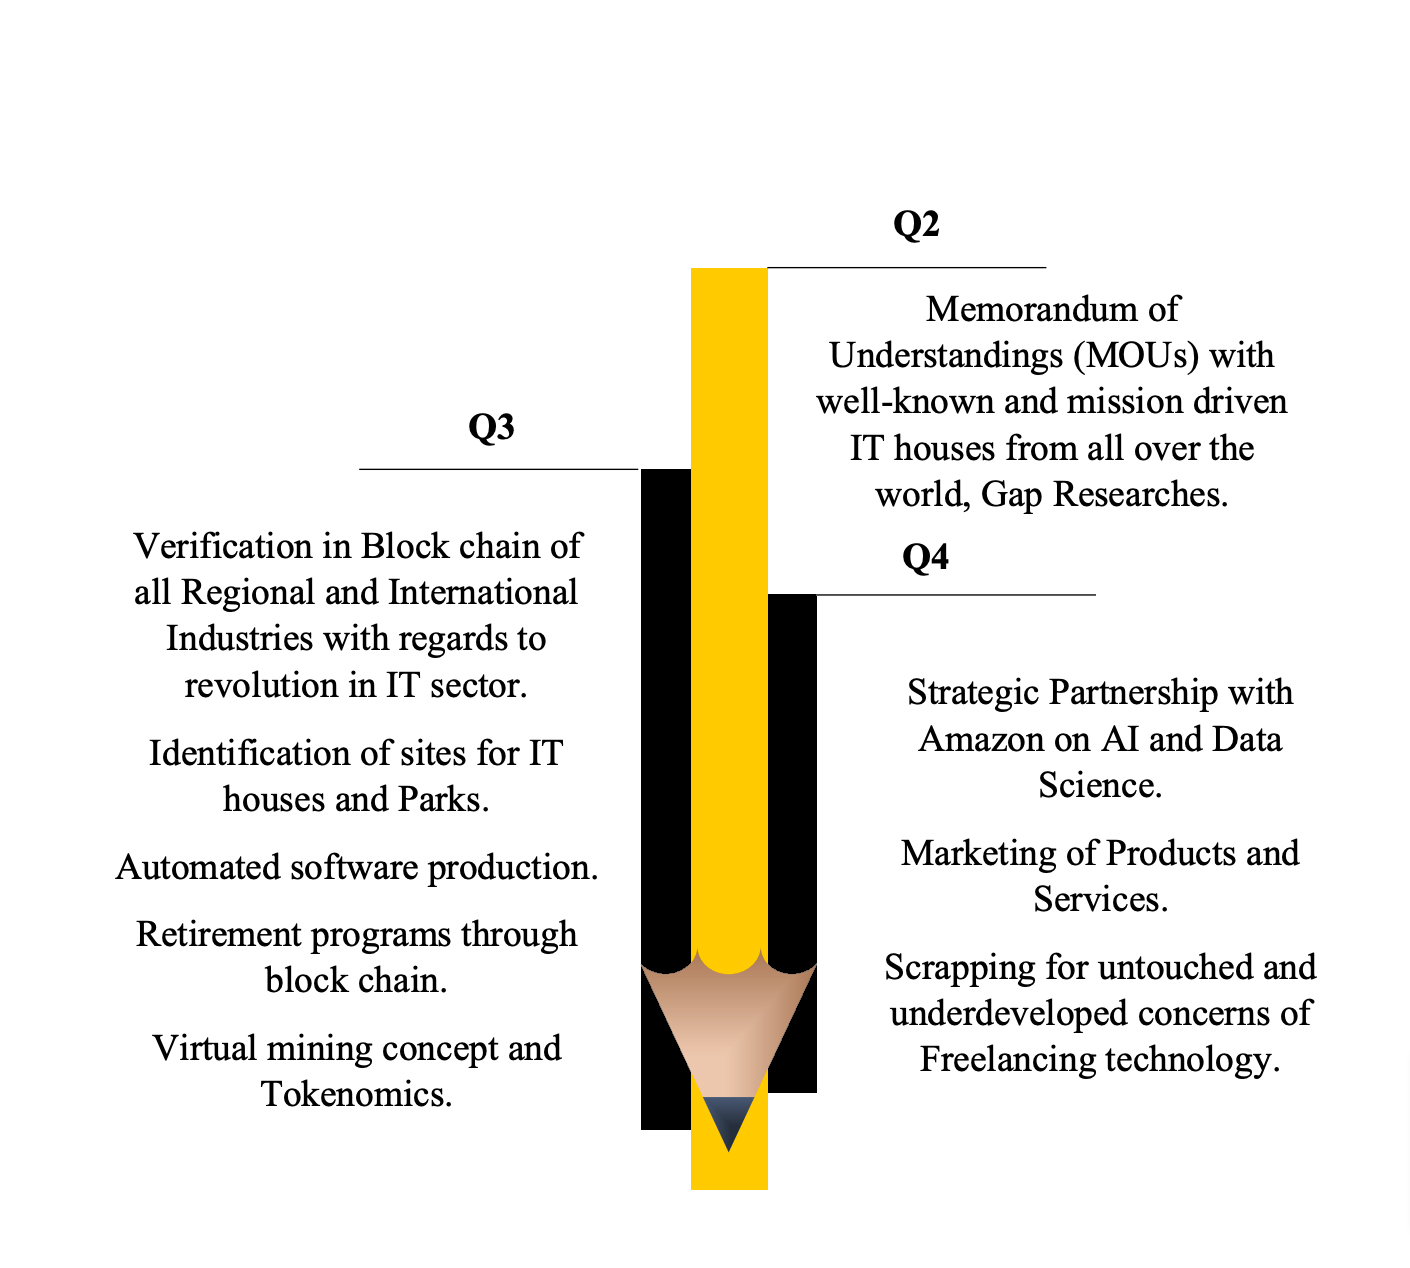 Q2
Memorandum of
Understandings (MOUs) with
well-known and mission driven
IT houses from all over the
world, Gap Researches.
Q3
Verification in Block chain of
all Regional and International
Industries with regards to
revolution in IT sector.
Identification of sites for IT
houses and Parks.
Automated software production.
Retirement programs through
block chain.
Virtual mining concept and
Tokenomics.
Q4
Strategic Partnership with
Amazon on AI and Data
Science.
Marketing of Products and
Services.
Scrapping for untouched and
underdeveloped concerns of
Freelancing technology.